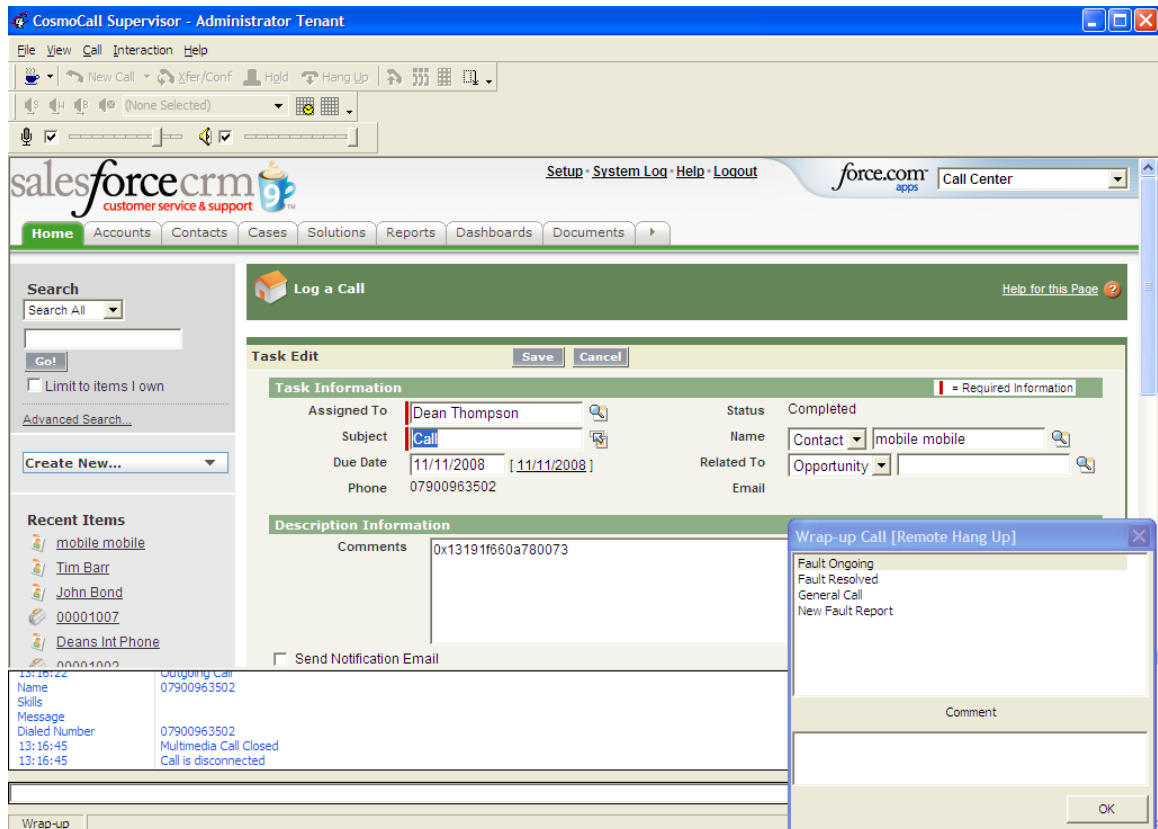 CosmoCall Supervisor - Administrator Tenant
File View Call Interaction Help
New Call Xfer/Conf Hold Hang Up
(None Selected)
salesforcecrm
customer service & support
9
Setup · System Log · Help · Logout
force.com
apps
Call Center
Home Accounts Contacts Cases Solutions Reports Dashboards Documents
Search
Search All
Go!
Limit to items I own
Advanced Search...
Create New...
Recent Items
mobile mobile
Tim Barr
John Bond
00001007
Deans Int Phone
00001002
Log a Call
Help for this Page ?
Task Edit Save Cancel
Task Information = Required Information
Assigned To Dean Thompson Status Completed
Subject Call Name Contact mobile mobile
Due Date 11/11/2008 [ 11/11/2008 ] Related To Opportunity
Phone 07900963502 Email
Description Information
Comments 0x13191f660a780073
Send Notification Email
Wrap-up Call [Remote Hang Up]
Fault Ongoing
Fault Resolved
General Call
New Fault Report
Comment
OK
13:16:22 Outgoing Call
Name 07900963502
Skills
Message
Dialed Number 07900963502
13:16:45 Multimedia Call Closed
13:16:45 Call is disconnected
Wrap-up